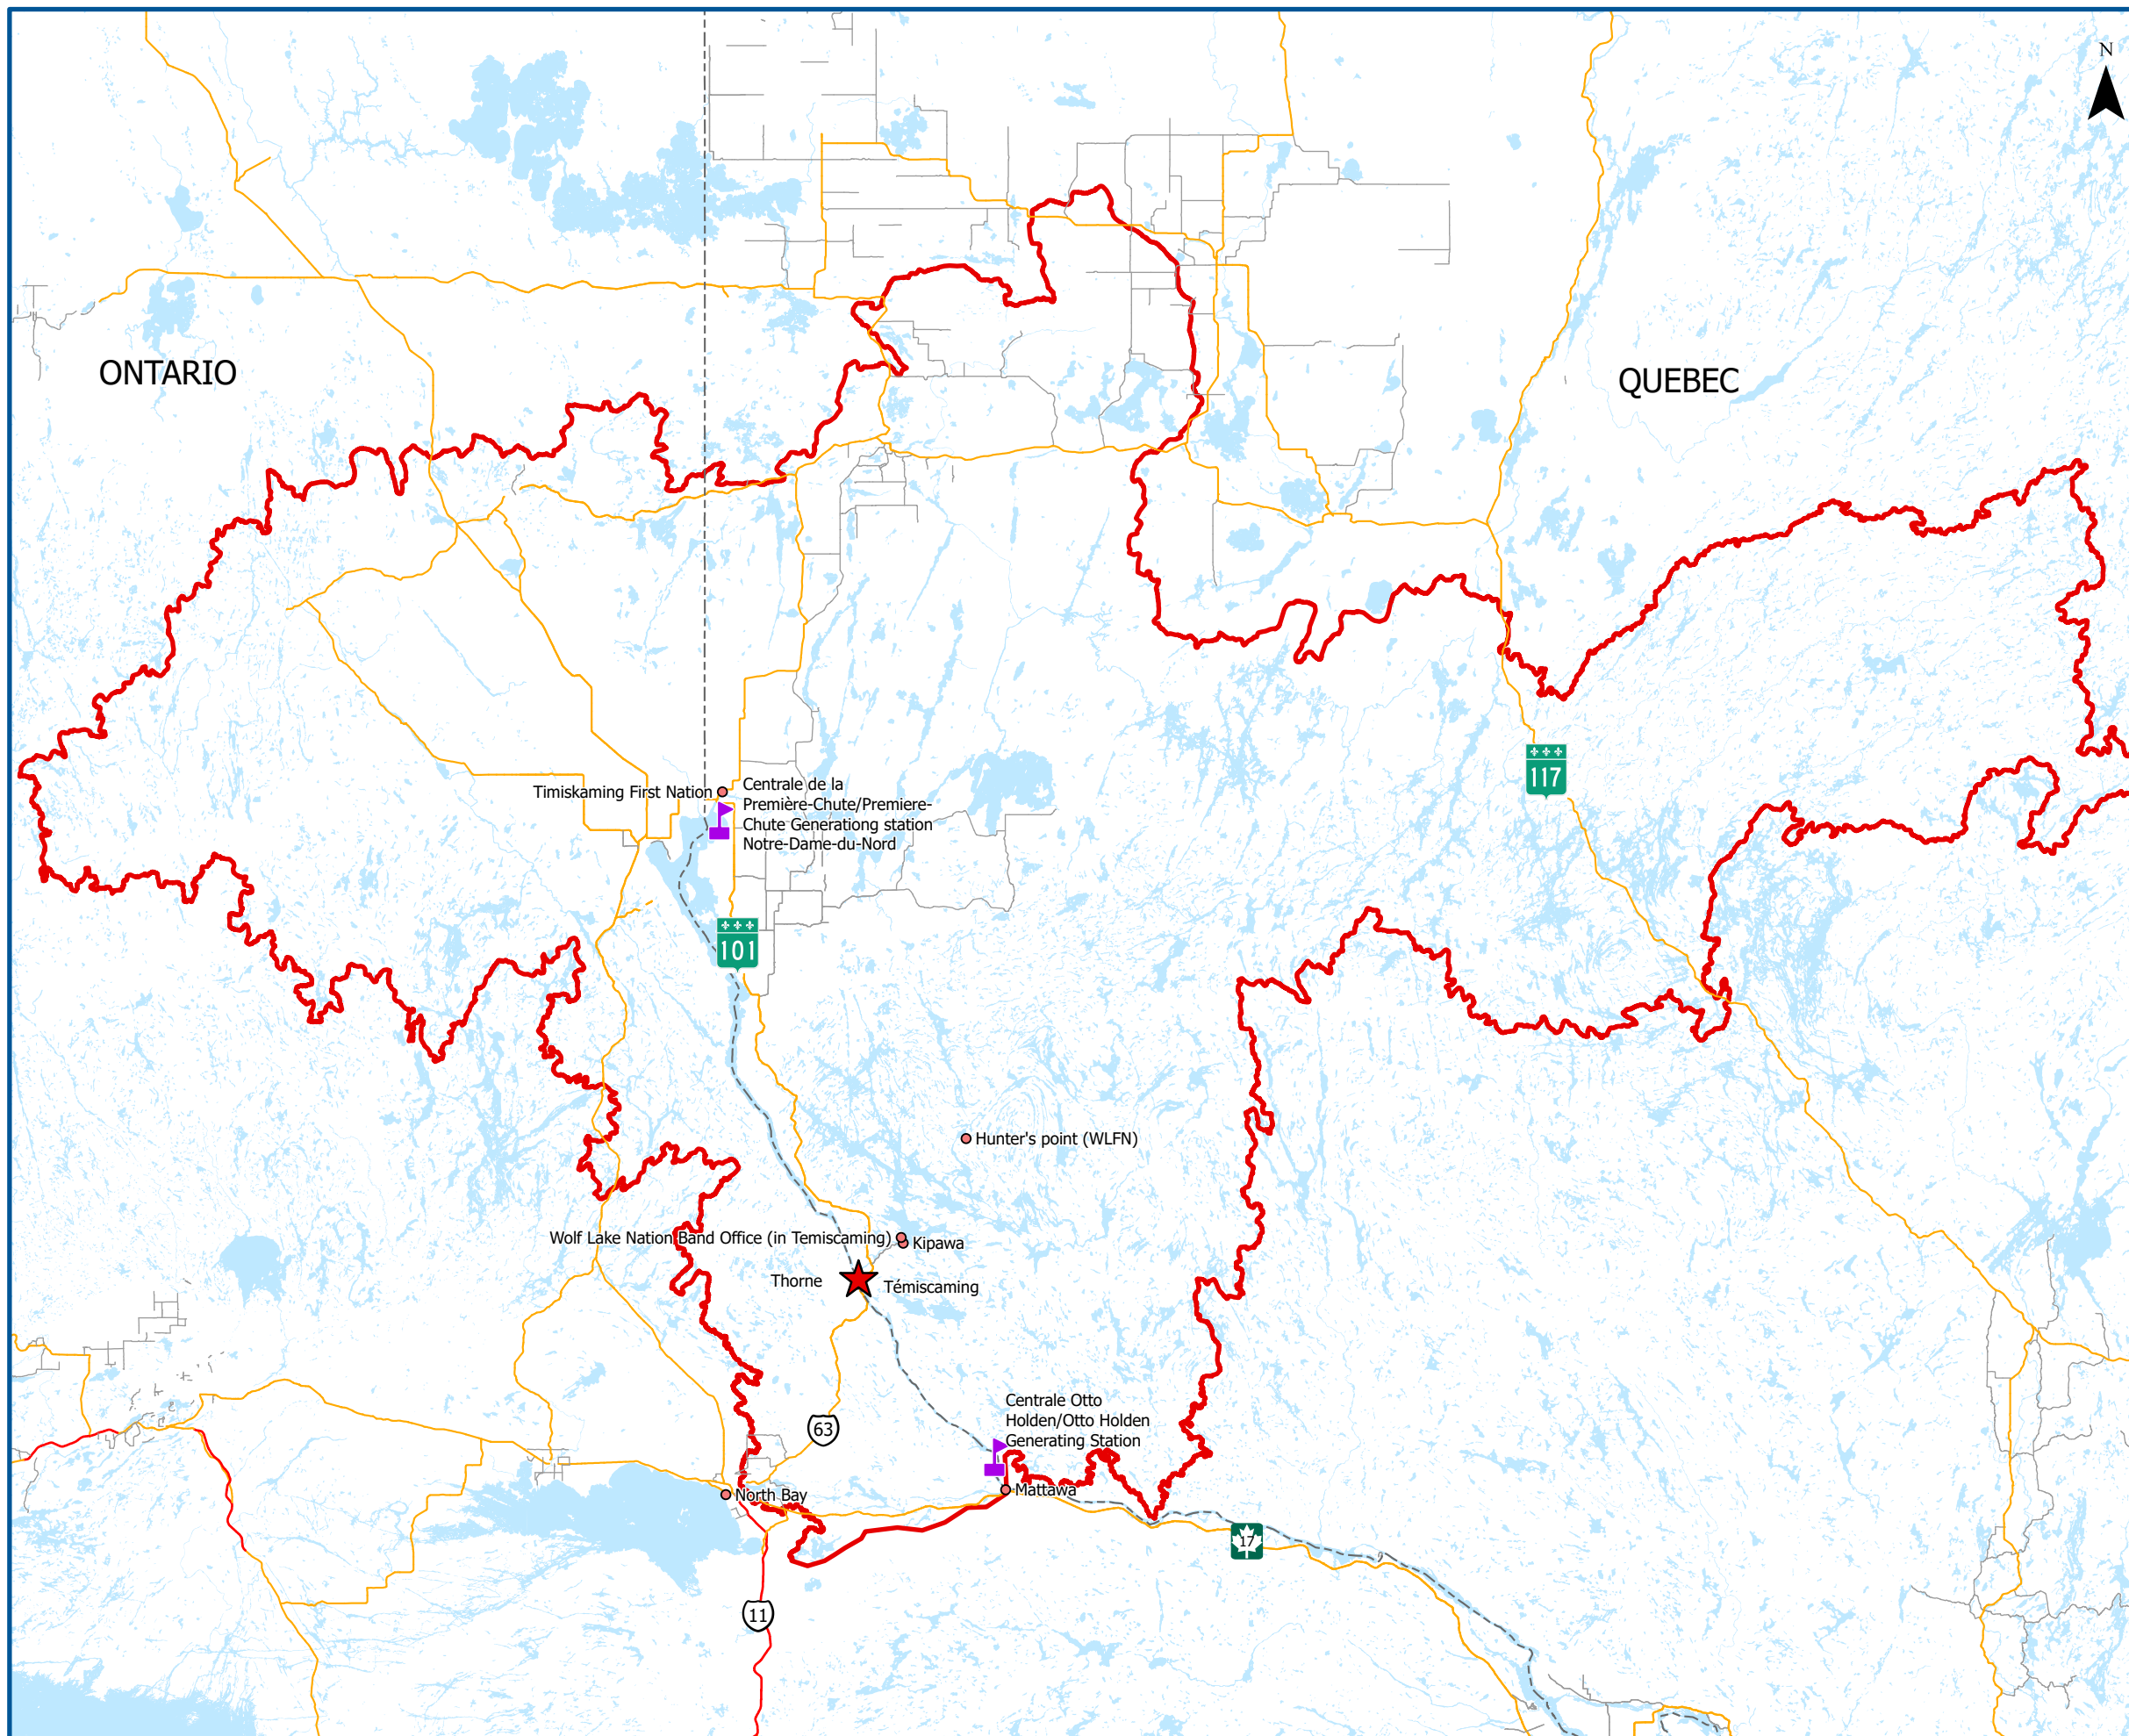 N
ONTARIO
QUEBEC
117
Timiskaming First Nation
Centrale de la
Première-Chute/Premiere-
Chute Generationg station
Notre-Dame-du-Nord
101
Hunter's point (WLFN)
Wolf Lake Nation Band Office (in Temiscaming)
Kipawa
Thorne
Témiscaming
Centrale Otto
Holden/Otto Holden
Generating Station
63
North Bay
Mattawa
17
11